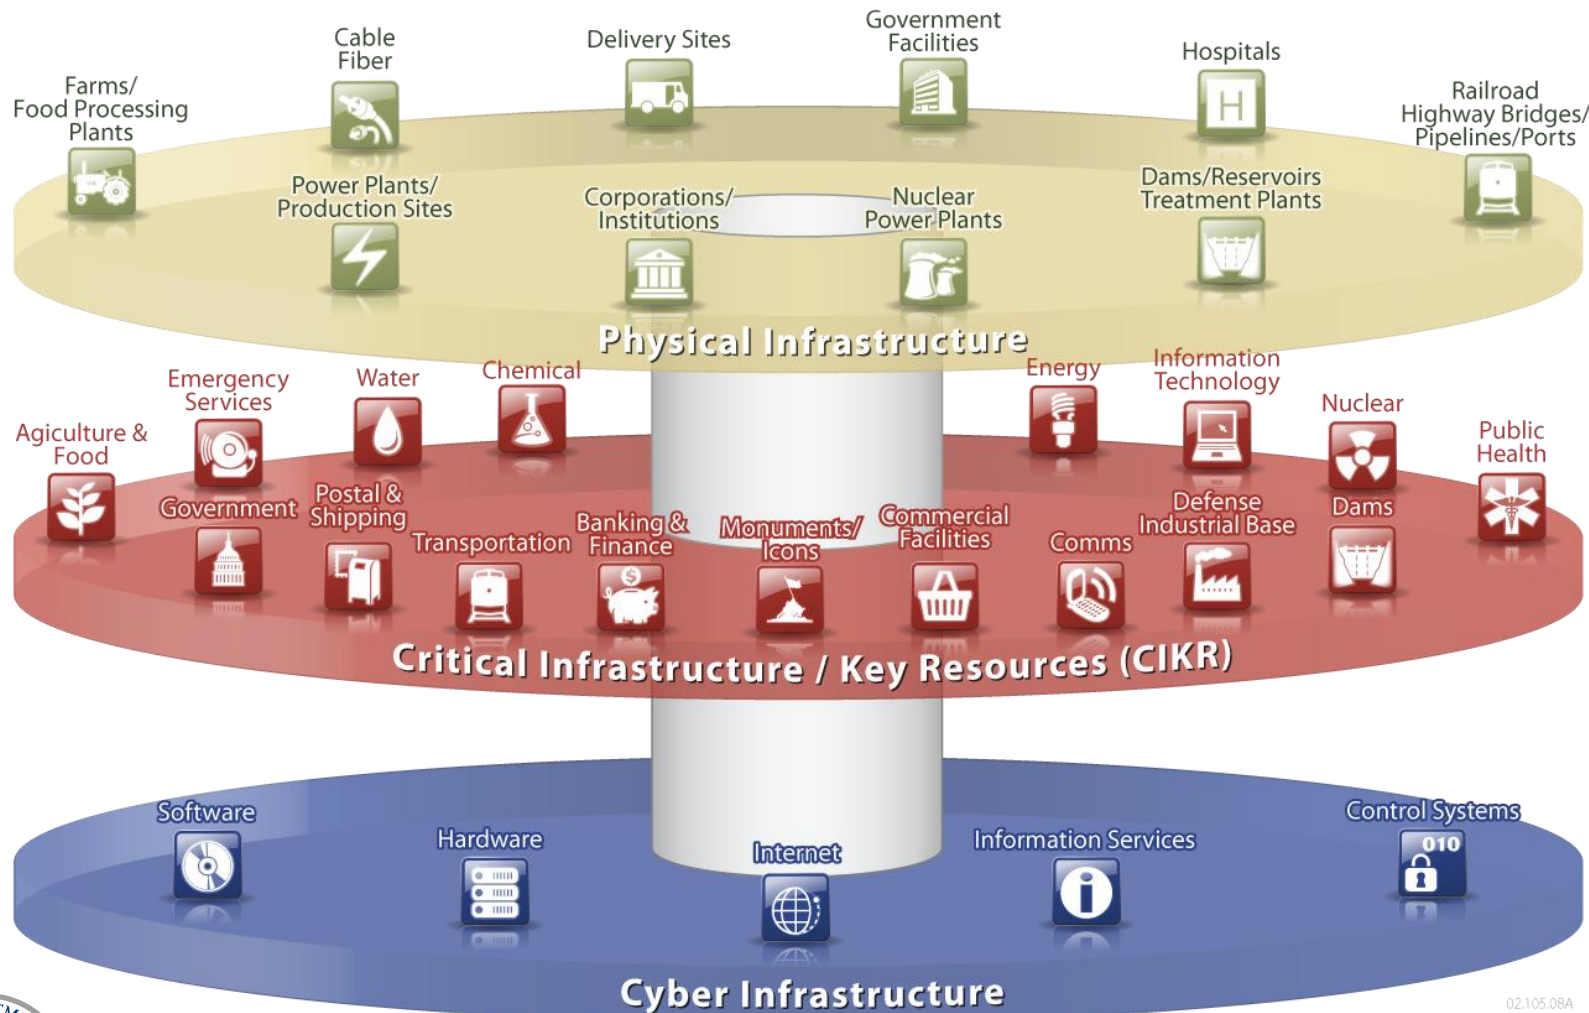 Cable
Fiber
Delivery Sites
Government
Facilities
Hospitals
Farms/
Food Processing
Plants
Railroad
Highway Bridges/
Pipelines/Ports
Power Plants/
Production Sites
Corporations/
Institutions
Nuclear
Power Plants
Dams/Reservoirs
Treatment Plants
H
Physical Infrastructure
Agiculture &
Food
Emergency
Services
Water
Chemical
Energy
Information
Technology
Nuclear
Public
Health
Government
Postal &
Shipping
Transportation
Banking &
Finance
$
Monuments/
Icons
Commercial
Facilities
Comms
Defense
Industrial Base
Dams
Critical Infrastructure / Key Resources (CIKR)
Software
Hardware
Internet
Information Services
i
Control Systems
010
Cyber Infrastructure
02.105.08A